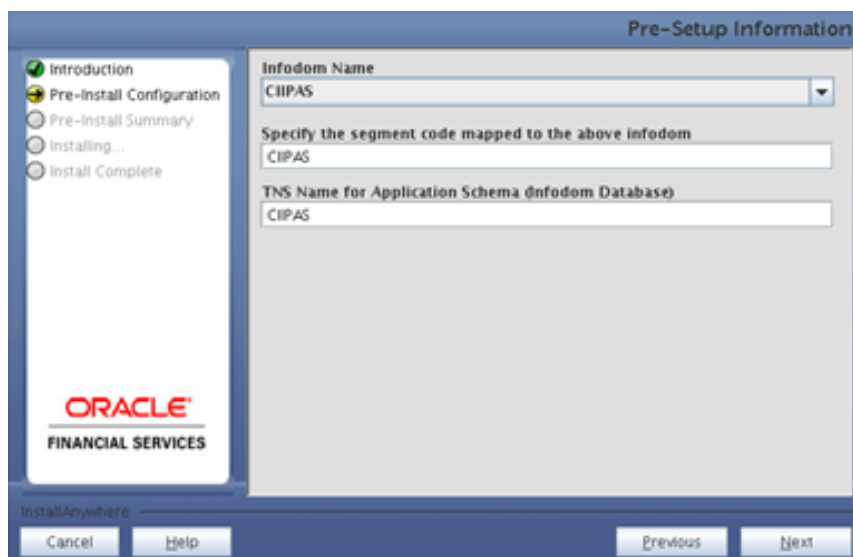 Pre-Setup Information
Introduction
Pre-Install Configuration
Pre-Install Summary
Installing...
Install Complete
Infodom Name
CIIPAS
Specify the segment code mapped to the above infodom
CIIPAS
TNS Name for Application Schema (Infodom Database)
CIIPAS
ORACLE
FINANCIAL SERVICES
InstallAnywhere
Cancel
Help
Previous
Next